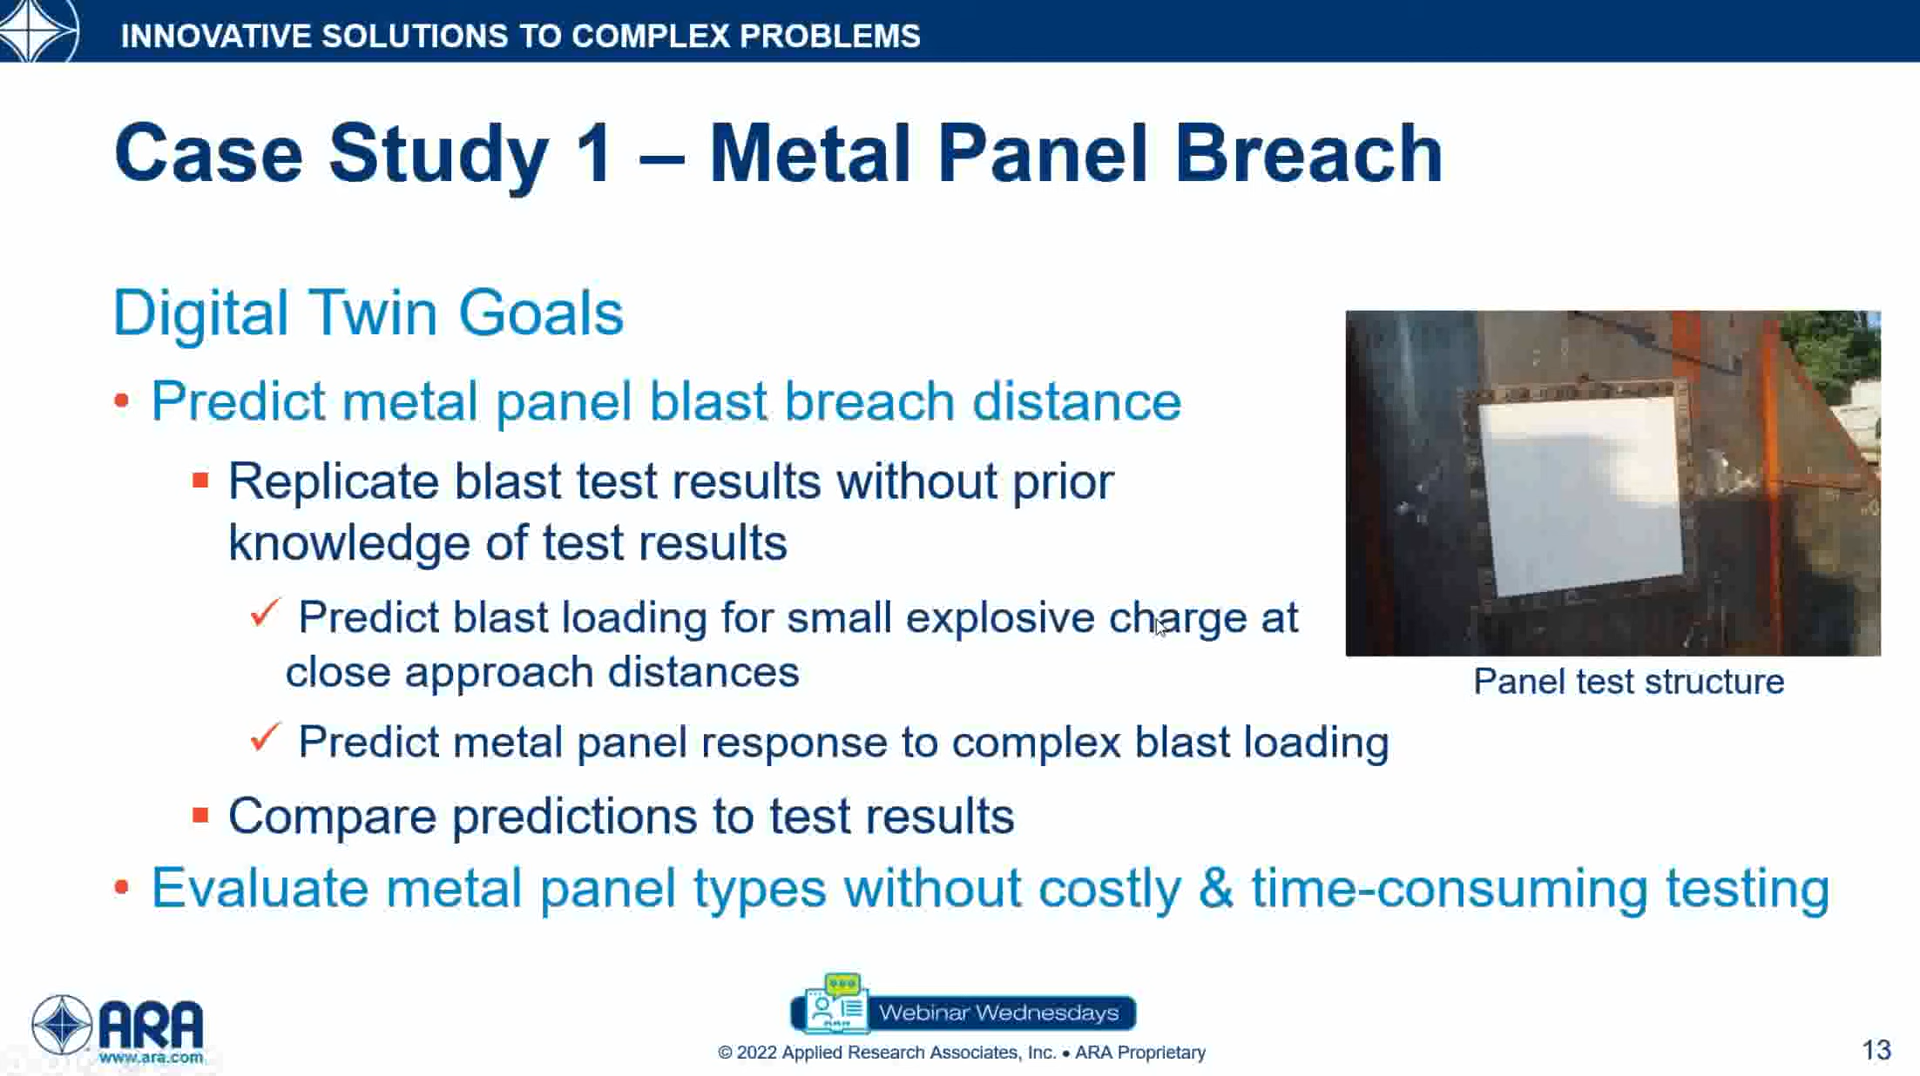 INNOVATIVE SOLUTIONS TO COMPLEX PROBLEMS
Case Study 1 – Metal Panel Breach
Digital Twin Goals
• Predict metal panel blast breach distance
▪ Replicate blast test results without prior
knowledge of test results
✓ Predict blast loading for small explosive charge at
close approach distances
✓ Predict metal panel response to complex blast loading
▪ Compare predictions to test results
• Evaluate metal panel types without costly & time-consuming testing
Panel test structure
ARA
www.ara.com
Webinar Wednesdays
© 2022 Applied Research Associates, Inc. • ARA Proprietary
13